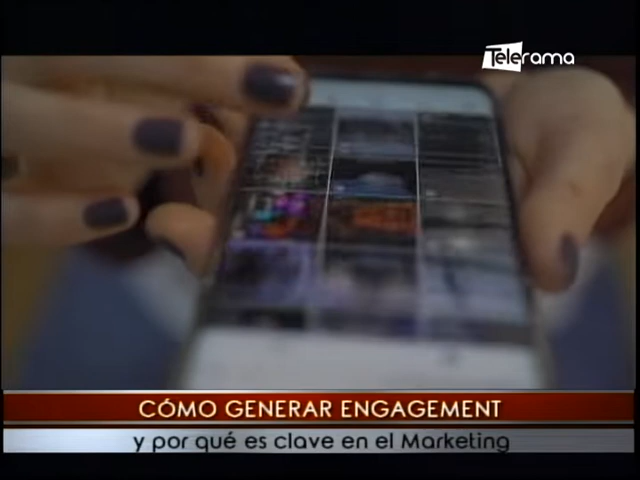 Telerama
CÓMO GENERAR ENGAGEMENT
y por qué es clave en el Marketing